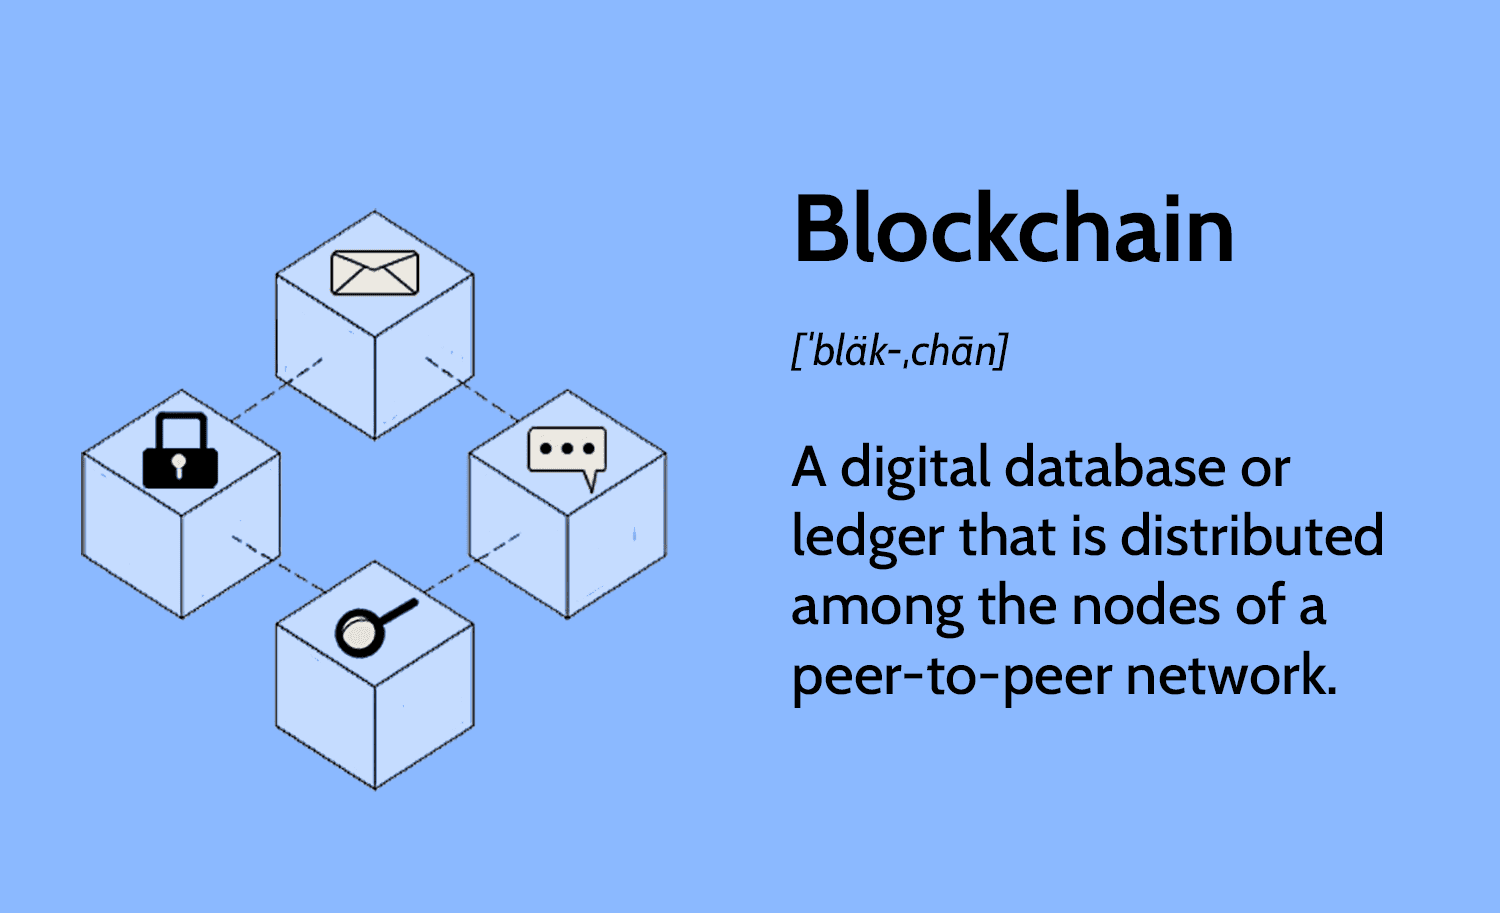 Blockchain
[ˈbläk-ˌchān]
A digital database or
ledger that is distributed
among the nodes of a
peer-to-peer network.